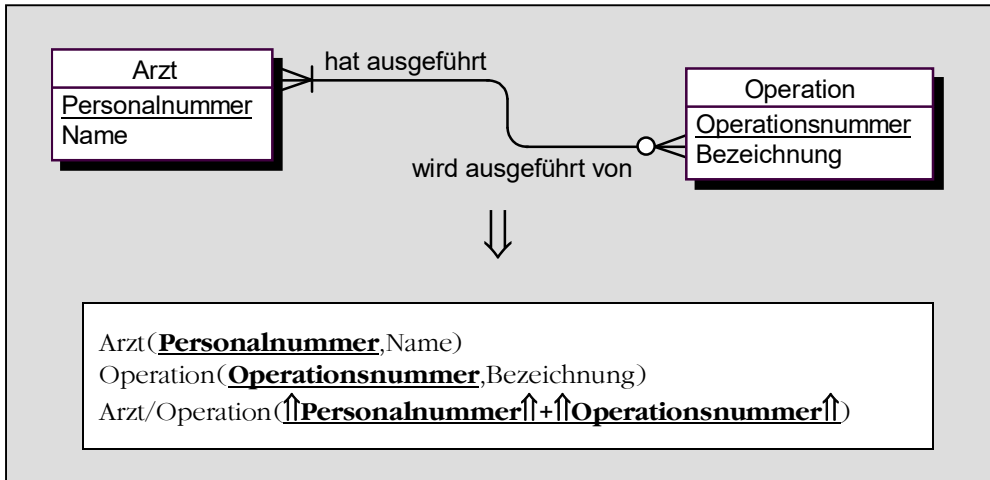 Arzt
Personalnummer
Name
hat ausgeführt
Operation
Operationsnummer
Bezeichnung
wird ausgeführt von
⇓
Arzt(Personalnummer,Name)
Operation(Operationsnummer,Bezeichnung)
Arzt/Operation(⇑Personalnummer⇑+⇑Operationsnummer⇑)